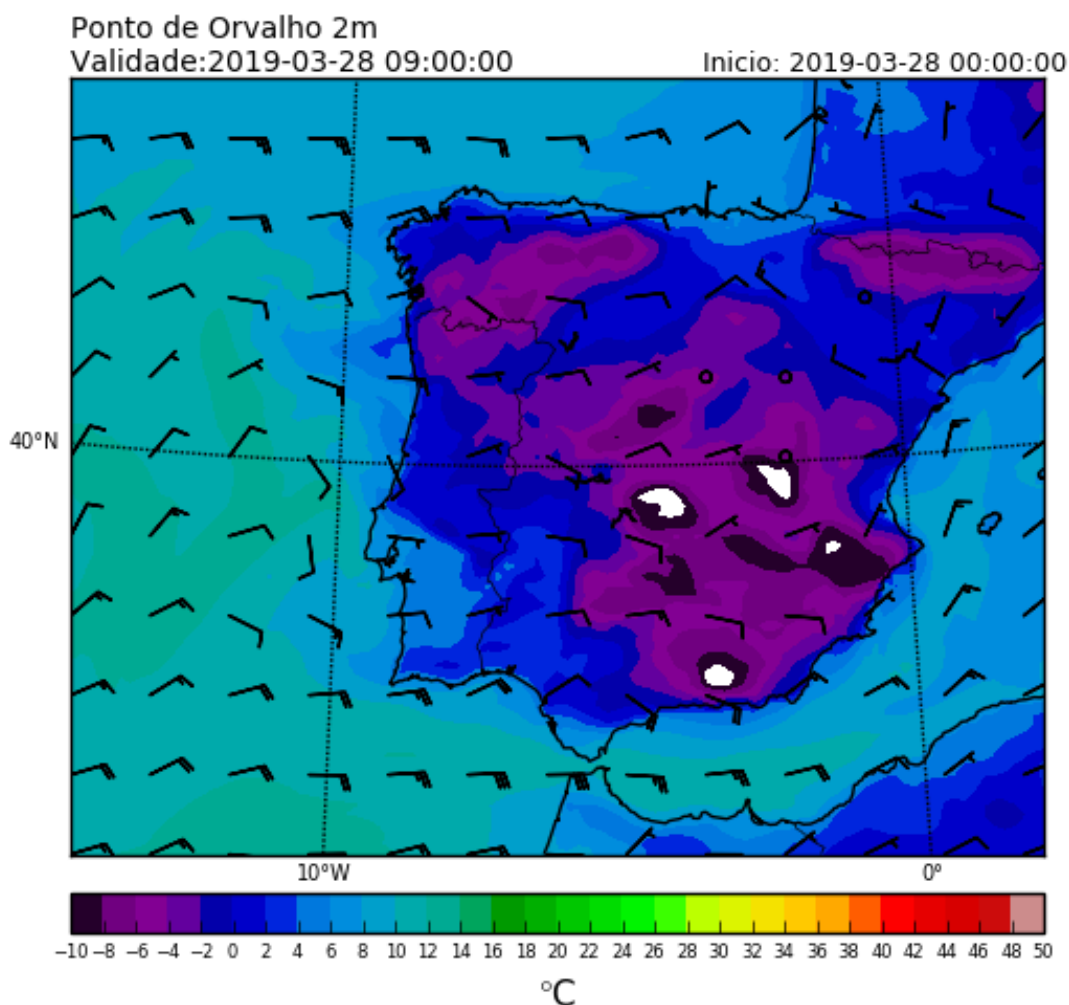 Ponto de Orvalho 2m
Validade:2019-03-28 09:00:00 Inicio: 2019-03-28 00:00:00
40°N
10°W 0°
−10 −8 −6 −4 −2 0 2 4 6 8 10 12 14 16 18 20 22 24 26 28 30 32 34 36 38 40 42 44 46 48 50
°C